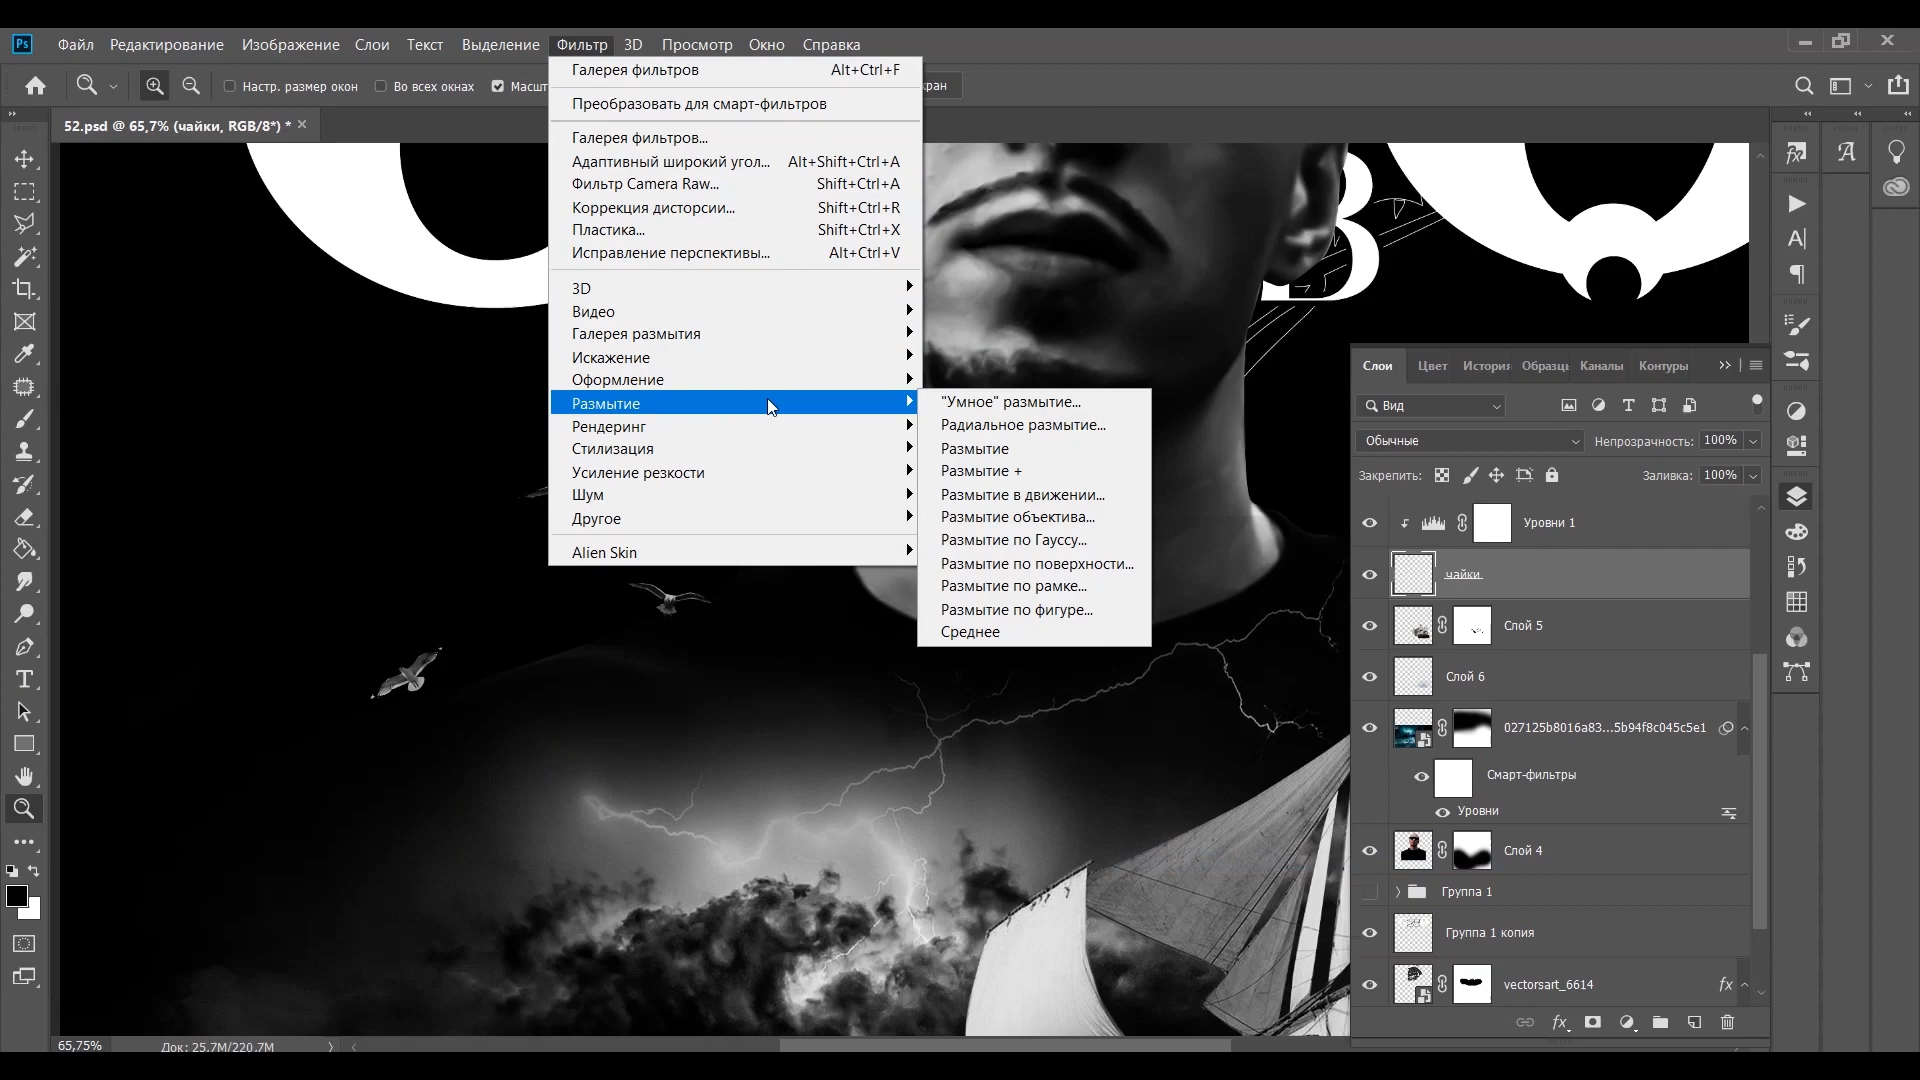 Ps Файл Редактирование Изображение Слои Текст Выделение Фильтр 3D Просмотр Окно Справка
Настр. размер окон Во всех окнах Масшт
кран
52.psd @ 65,7% (чайки, RGB/8*) *
Галерея фильтров Alt+Ctrl+F
Преобразовать для смарт-фильтров
Галерея фильтров...
Адаптивный широкий угол... Alt+Shift+Ctrl+A
Фильтр Camera Raw... Shift+Ctrl+A
Коррекция дисторсии... Shift+Ctrl+R
Пластика... Shift+Ctrl+X
Исправление перспективы... Alt+Ctrl+V
3D
Видео
Галерея размытия
Искажение
Оформление
Размытие
Рендеринг
Стилизация
Усиление резкости
Шум
Другое
Alien Skin
"Умное" размытие...
Радиальное размытие...
Размытие
Размытие +
Размытие в движении...
Размытие объектива...
Размытие по Гауссу...
Размытие по поверхности...
Размытие по рамке...
Размытие по фигуре...
Среднее
Слои Цвет История Образцы Каналы Контуры
Вид
Обычные Непрозрачность: 100%
Закрепить: Заливка: 100%
Уровни 1
чайки
Слой 5
Слой 6
027125b8016a83...5b94f8c045c5e1
Смарт-фильтры
Уровни
Слой 4
Группа 1
Группа 1 копия
vectorsart_6614 fx
65,75% Док: 25,7M/220,7M